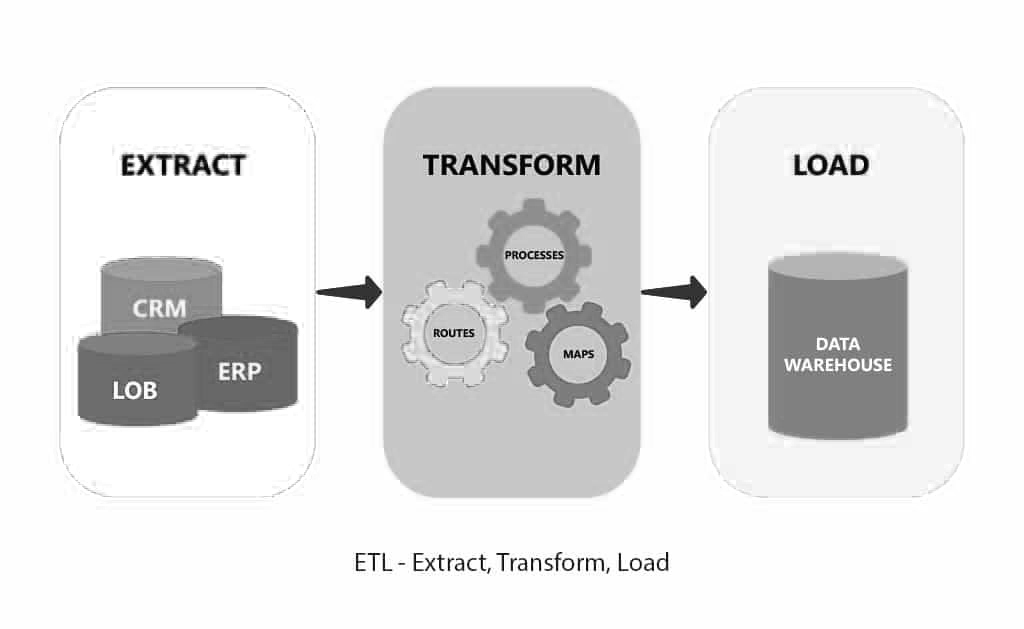 EXTRACT
CRM
ERP
LOB
TRANSFORM
PROCESSES
ROUTES
MAPS
LOAD
DATA
WAREHOUSE
ETL - Extract, Transform, Load